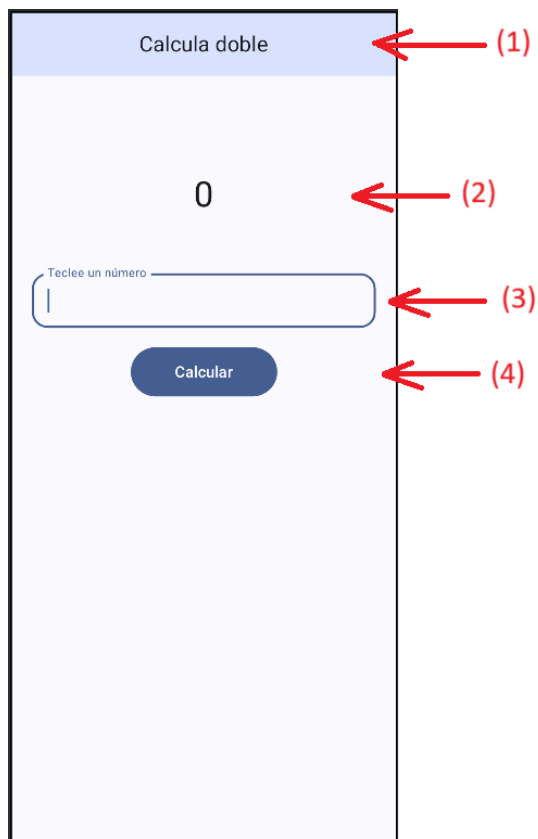 Calcula doble (1)
0 (2)
Teclee un número
(3)
Calcular (4)